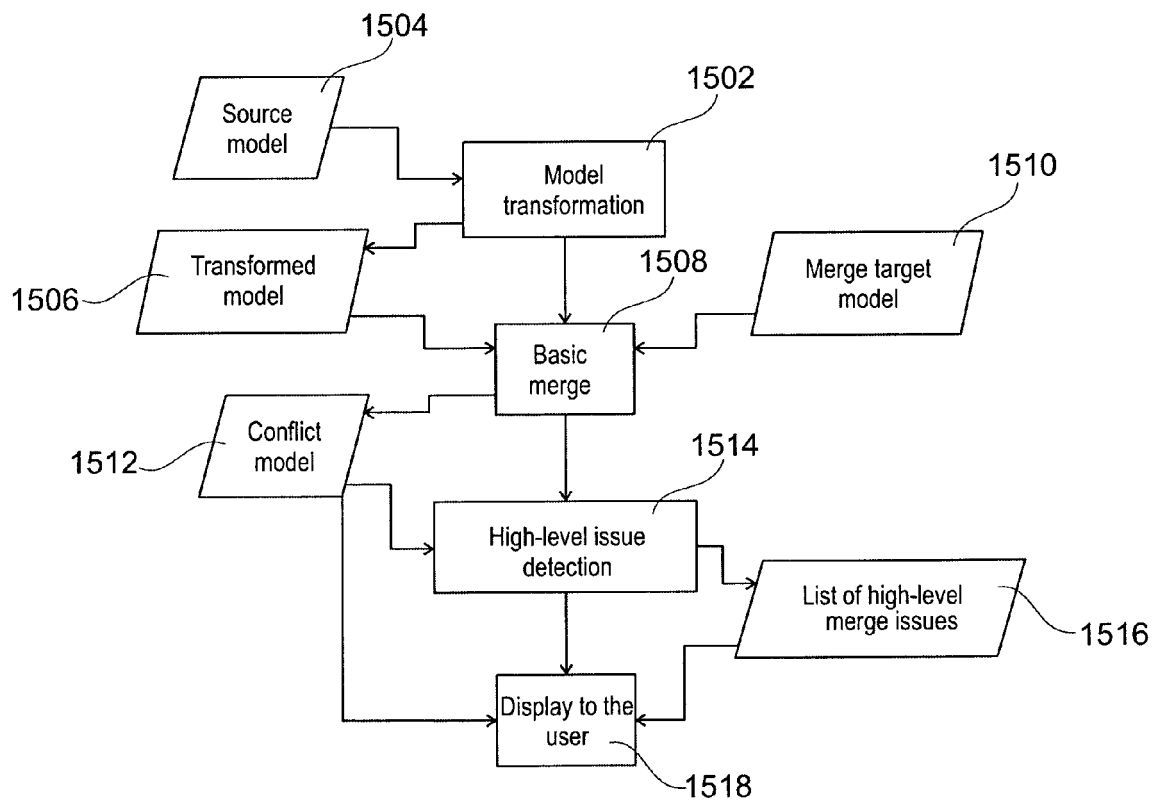 1504
Source
model
1502
Model
transformation
1510
Merge target
model
1506
Transformed
model
1508
Basic
merge
1512
Conflict
model
1514
High-level issue
detection
List of high-level
merge issues
1516
Display to the
user
1518